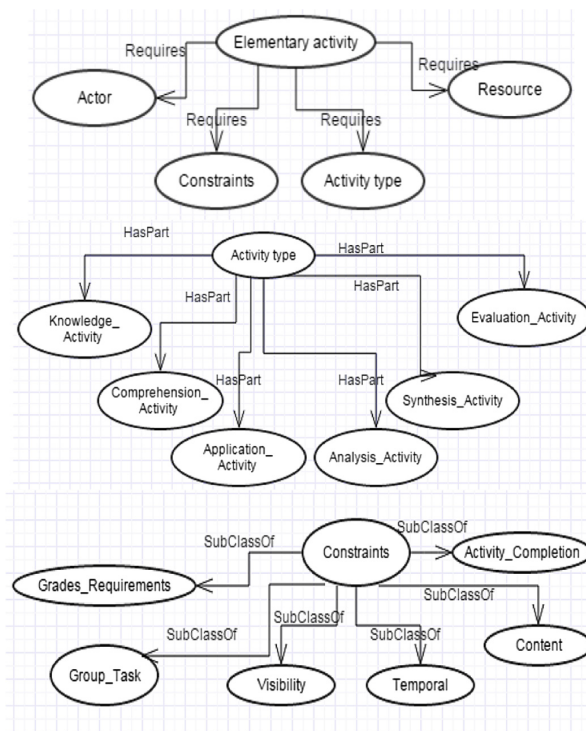 Elementary activity
Requires
Requires
Actor
Resource
Requires
Requires
Constraints
Activity type
HasPart
Activity type
HasPart
HasPart
HasPart
Knowledge_
Activity
Evaluation_Activity
HasPart
HasPart
Comprehension_
Activity
Synthesis_Activity
Application_
Activity
Analysis_Activity
SubClassOf
Constraints
Activity_Completion
SubClassOf
Grades_Requirements
SubClassOf
SubClassOf
SubClassOf
SubClassOf
Content
Group_Task
Visibility
Temporal